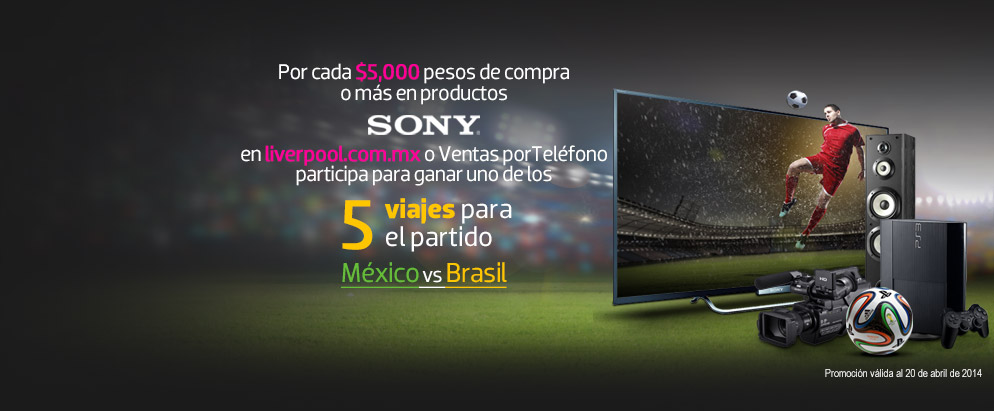 Por cada $5,000 pesos de compra
o más en productos
SONY
en liverpool.com.mx o Ventas porTeléfono
participa para ganar uno de los
5 viajes para
el partido
México vs Brasil
SONY
PS3
Promoción válida al 20 de abril de 2014